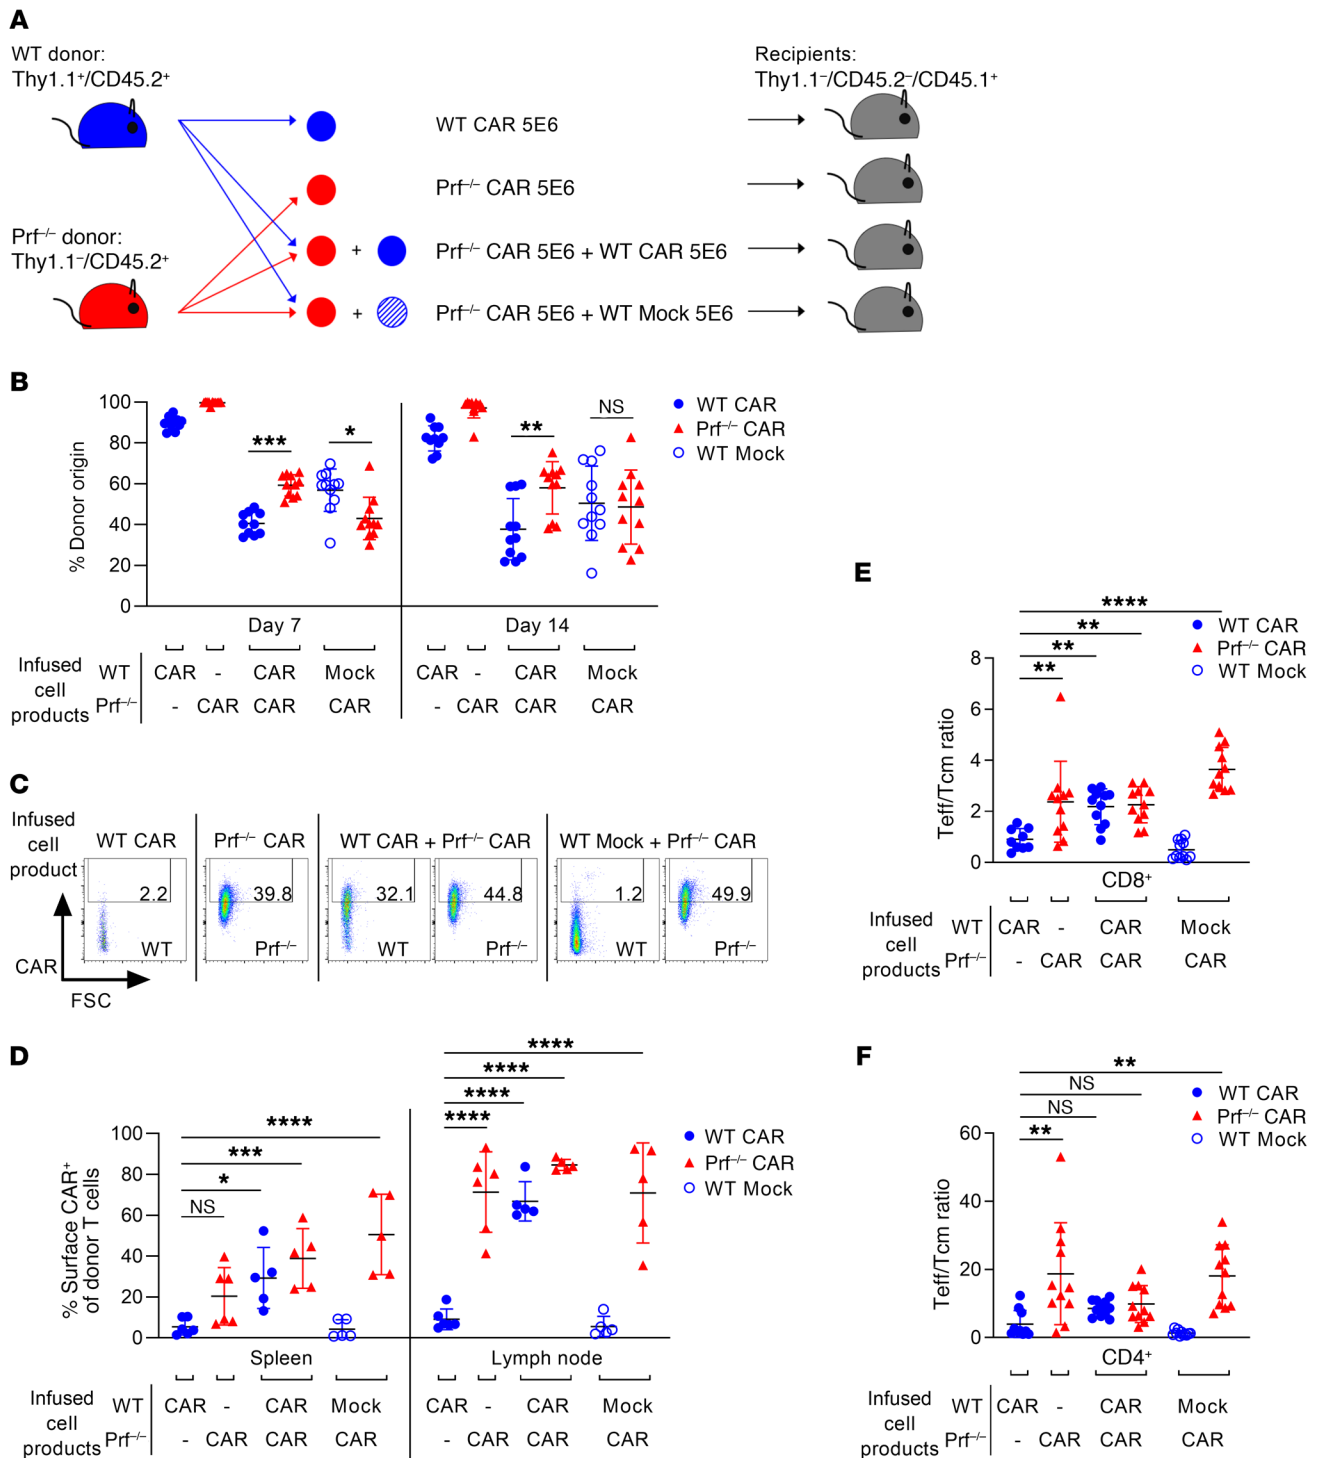 A
WT donor:
Thy1.1⁺/CD45.2⁺
Recipients:
Thy1.1⁻/CD45.2⁻/CD45.1⁺
WT CAR 5E6
Prf⁻/⁻ CAR 5E6
Prf⁻/⁻ donor:
Thy1.1⁻/CD45.2⁺
+ Prf⁻/⁻ CAR 5E6 + WT CAR 5E6
+ Prf⁻/⁻ CAR 5E6 + WT Mock 5E6
B
% Donor origin
100
80
60
40
20
0
*** * ** NS
WT CAR
Prf⁻/⁻ CAR
WT Mock
Day 7 Day 14
Infused cell products
WT CAR - CAR Mock CAR - CAR Mock
Prf⁻/⁻ - CAR CAR CAR - CAR CAR CAR
C
Infused cell product
WT CAR Prf⁻/⁻ CAR WT CAR + Prf⁻/⁻ CAR WT Mock + Prf⁻/⁻ CAR
2.2 39.8 32.1 44.8 1.2 49.9
WT Prf⁻/⁻ WT Prf⁻/⁻ WT Prf⁻/⁻
CAR
FSC
D
% Surface CAR⁺
of donor T cells
100
80
60
40
20
0
****
***
*
NS
****
****
****
****
WT CAR
Prf⁻/⁻ CAR
WT Mock
Spleen Lymph node
Infused cell products
WT CAR - CAR Mock CAR - CAR Mock
Prf⁻/⁻ - CAR CAR CAR - CAR CAR CAR
E
Teff/Tcm ratio
8
6
4
2
0
****
**
**
**
WT CAR
Prf⁻/⁻ CAR
WT Mock
CD8⁺
Infused cell products
WT CAR - CAR Mock
Prf⁻/⁻ - CAR CAR CAR
F
Teff/Tcm ratio
60
40
20
0
**
NS
NS
**
WT CAR
Prf⁻/⁻ CAR
WT Mock
CD4⁺
Infused cell products
WT CAR - CAR Mock
Prf⁻/⁻ - CAR CAR CAR